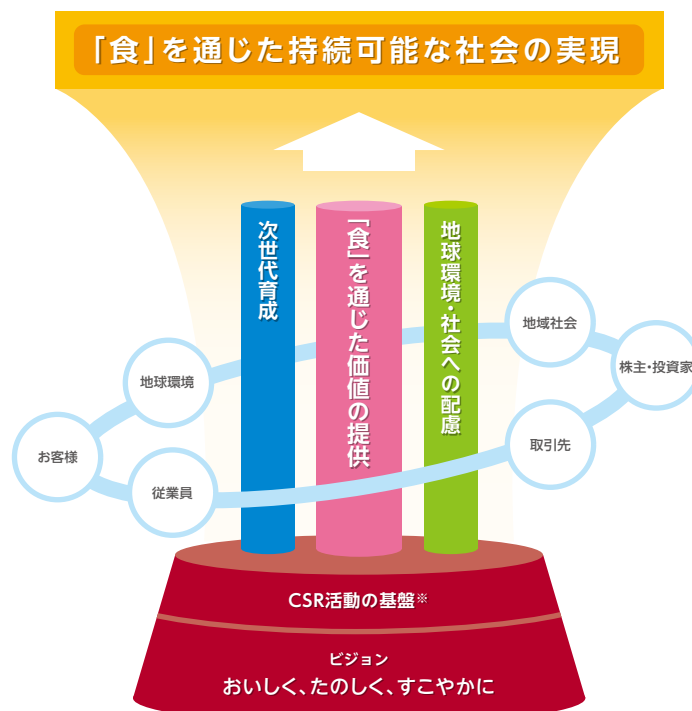 「食」を通じた持続可能な社会の実現
次世代育成
「食」を通じた価値の提供
地球環境・社会への配慮
地域社会
株主・投資家
地球環境
お客様
取引先
従業員
CSR活動の基盤※
ビジョン
おいしく、たのしく、すこやかに